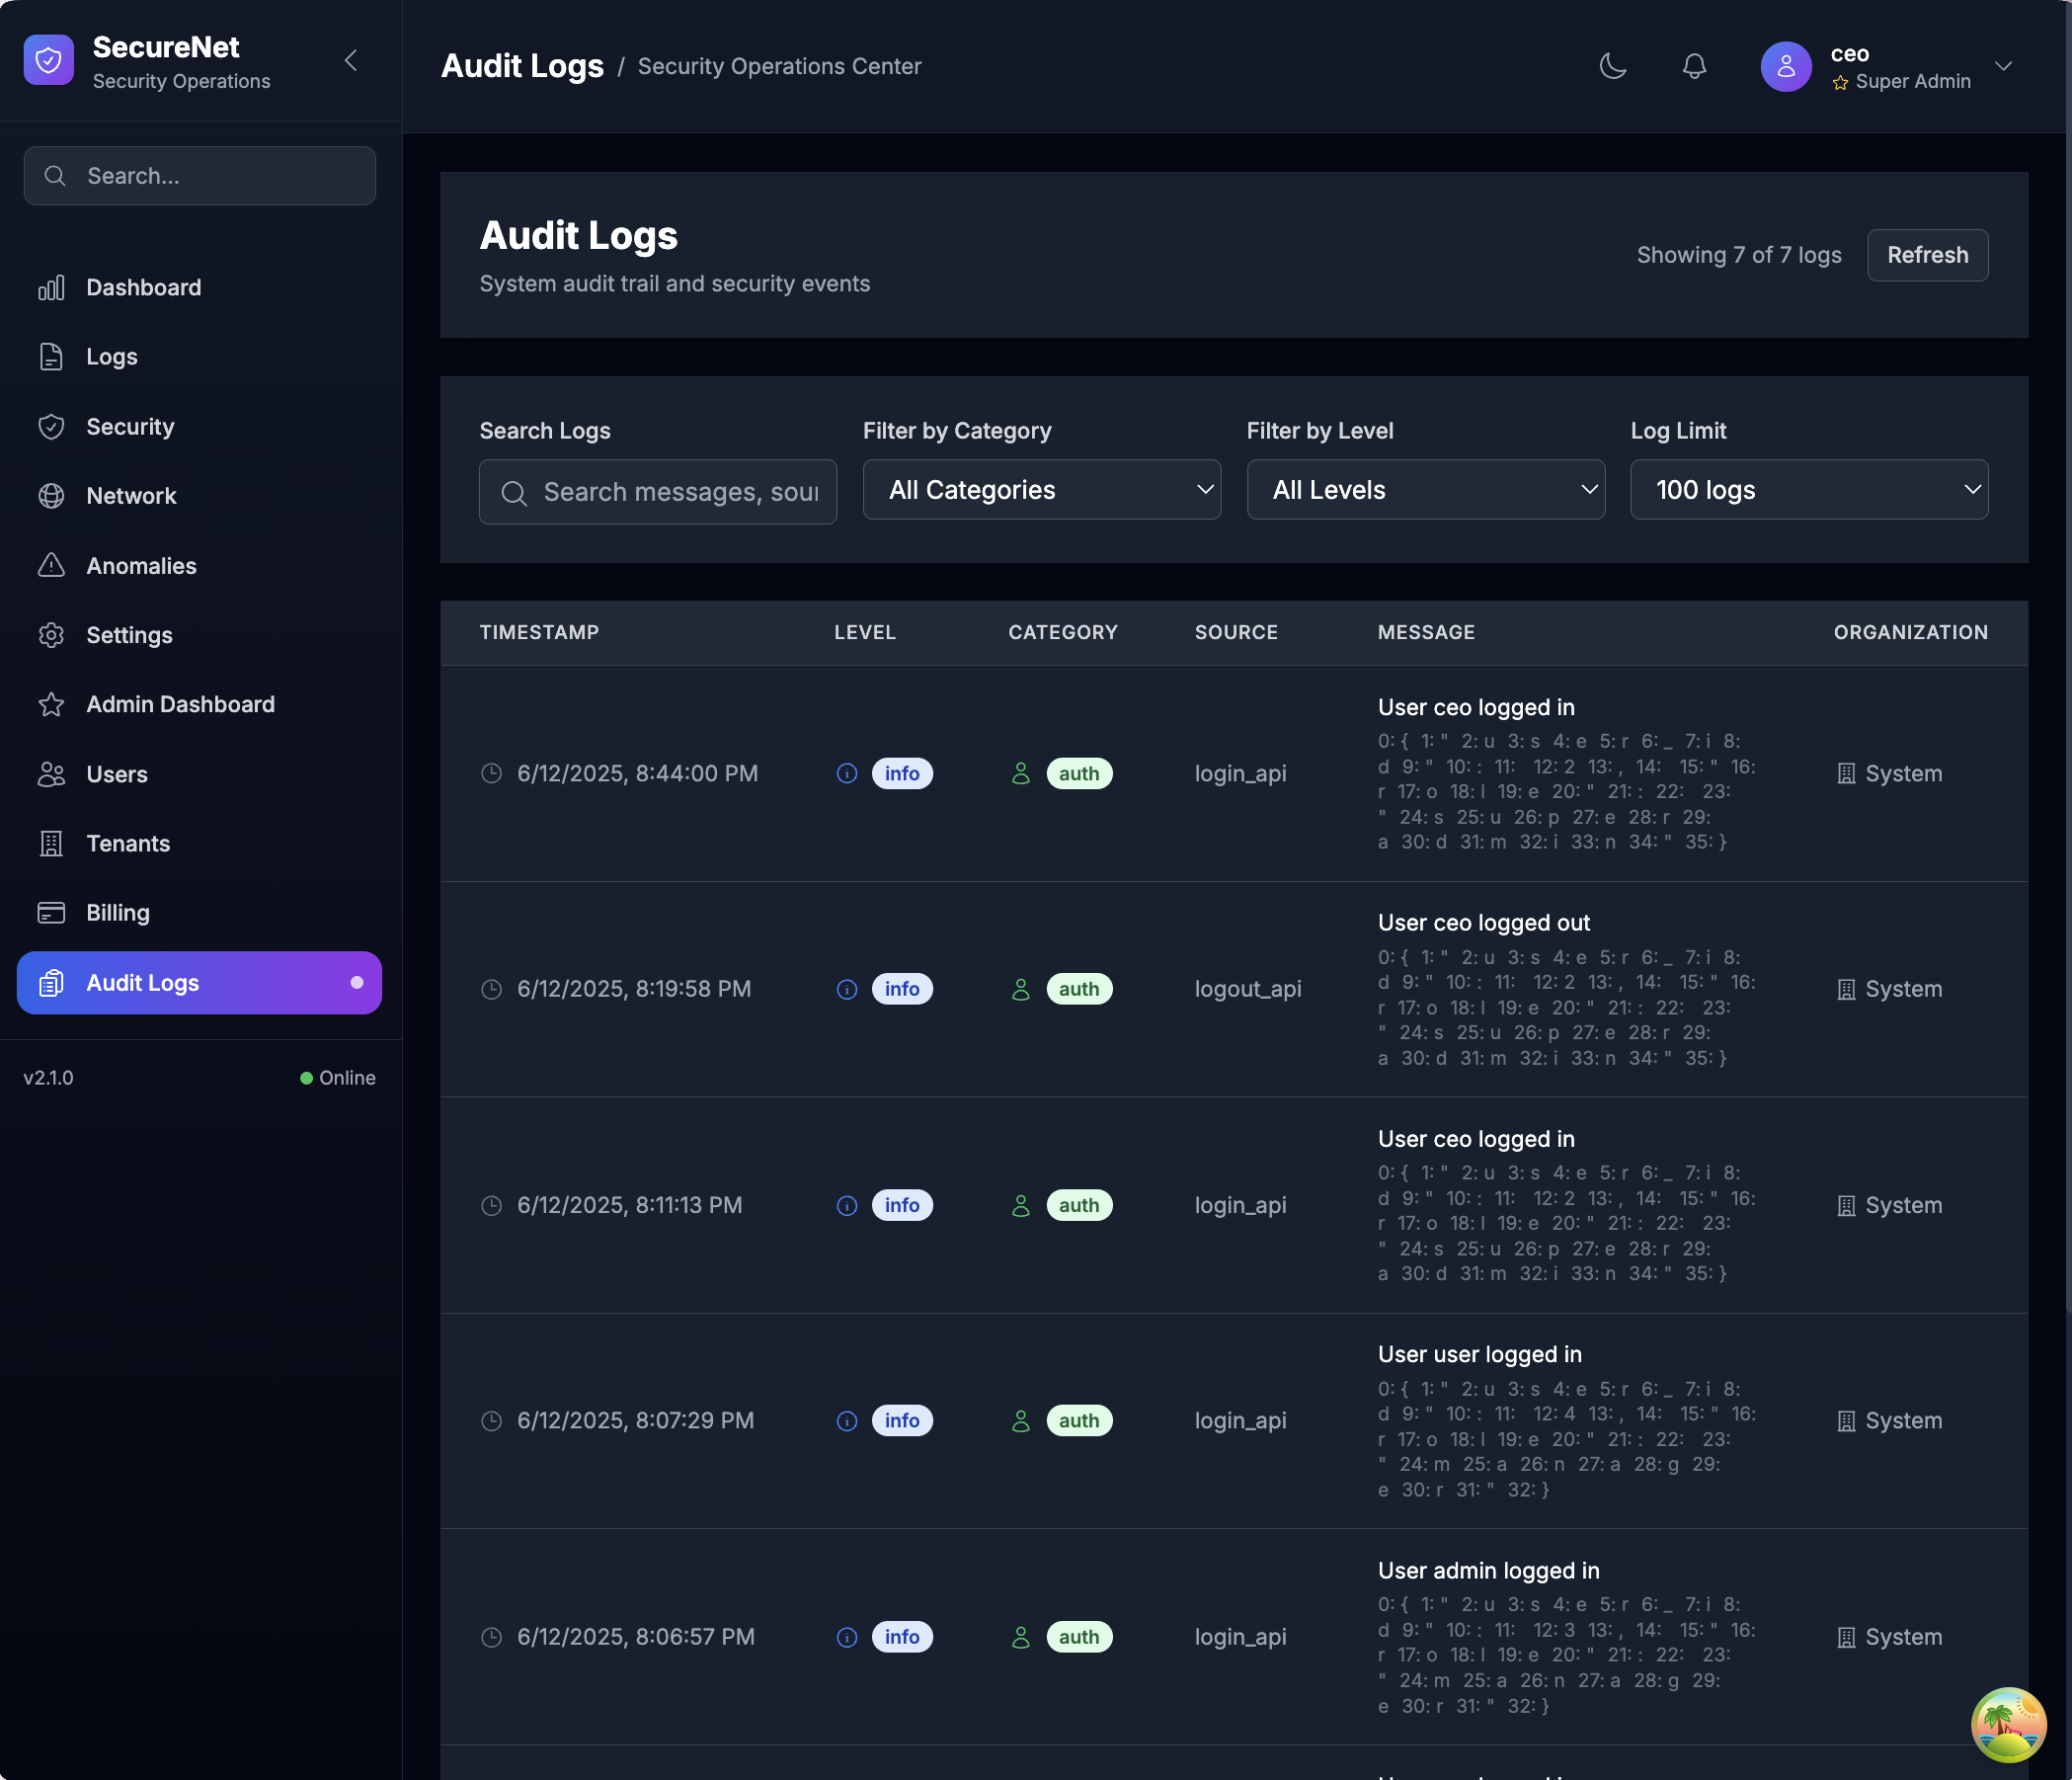 SecureNet
Security Operations
Search...
Dashboard
Logs
Security
Network
Anomalies
Settings
Admin Dashboard
Users
Tenants
Billing
Audit Logs
v2.1.0
Online
Audit Logs / Security Operations Center
ceo
Super Admin
Audit Logs
System audit trail and security events
Showing 7 of 7 logs
Refresh
Search Logs
Search messages, sour
Filter by Category
All Categories
Filter by Level
All Levels
Log Limit
100 logs
TIMESTAMP LEVEL CATEGORY SOURCE MESSAGE ORGANIZATION
6/12/2025, 8:44:00 PM info auth login_api
User ceo logged in
0: { 1: " 2: u 3: s 4: e 5: r 6: _ 7: i 8:
d 9: " 10: : 11: 12: 2 13: , 14: 15: " 16:
r 17: o 18: l 19: e 20: " 21: : 22: 23:
" 24: s 25: u 26: p 27: e 28: r 29:
a 30: d 31: m 32: i 33: n 34: " 35: }
System
6/12/2025, 8:19:58 PM info auth logout_api
User ceo logged out
0: { 1: " 2: u 3: s 4: e 5: r 6: _ 7: i 8:
d 9: " 10: : 11: 12: 2 13: , 14: 15: " 16:
r 17: o 18: l 19: e 20: " 21: : 22: 23:
" 24: s 25: u 26: p 27: e 28: r 29:
a 30: d 31: m 32: i 33: n 34: " 35: }
System
6/12/2025, 8:11:13 PM info auth login_api
User ceo logged in
0: { 1: " 2: u 3: s 4: e 5: r 6: _ 7: i 8:
d 9: " 10: : 11: 12: 2 13: , 14: 15: " 16:
r 17: o 18: l 19: e 20: " 21: : 22: 23:
" 24: s 25: u 26: p 27: e 28: r 29:
a 30: d 31: m 32: i 33: n 34: " 35: }
System
6/12/2025, 8:07:29 PM info auth login_api
User user logged in
0: { 1: " 2: u 3: s 4: e 5: r 6: _ 7: i 8:
d 9: " 10: : 11: 12: 4 13: , 14: 15: " 16:
r 17: o 18: l 19: e 20: " 21: : 22: 23:
" 24: m 25: a 26: n 27: a 28: g 29:
e 30: r 31: " 32: }
System
6/12/2025, 8:06:57 PM info auth login_api
User admin logged in
0: { 1: " 2: u 3: s 4: e 5: r 6: _ 7: i 8:
d 9: " 10: : 11: 12: 3 13: , 14: 15: " 16:
r 17: o 18: l 19: e 20: " 21: : 22: 23:
" 24: m 25: a 26: n 27: a 28: g 29:
e 30: r 31: " 32: }
System